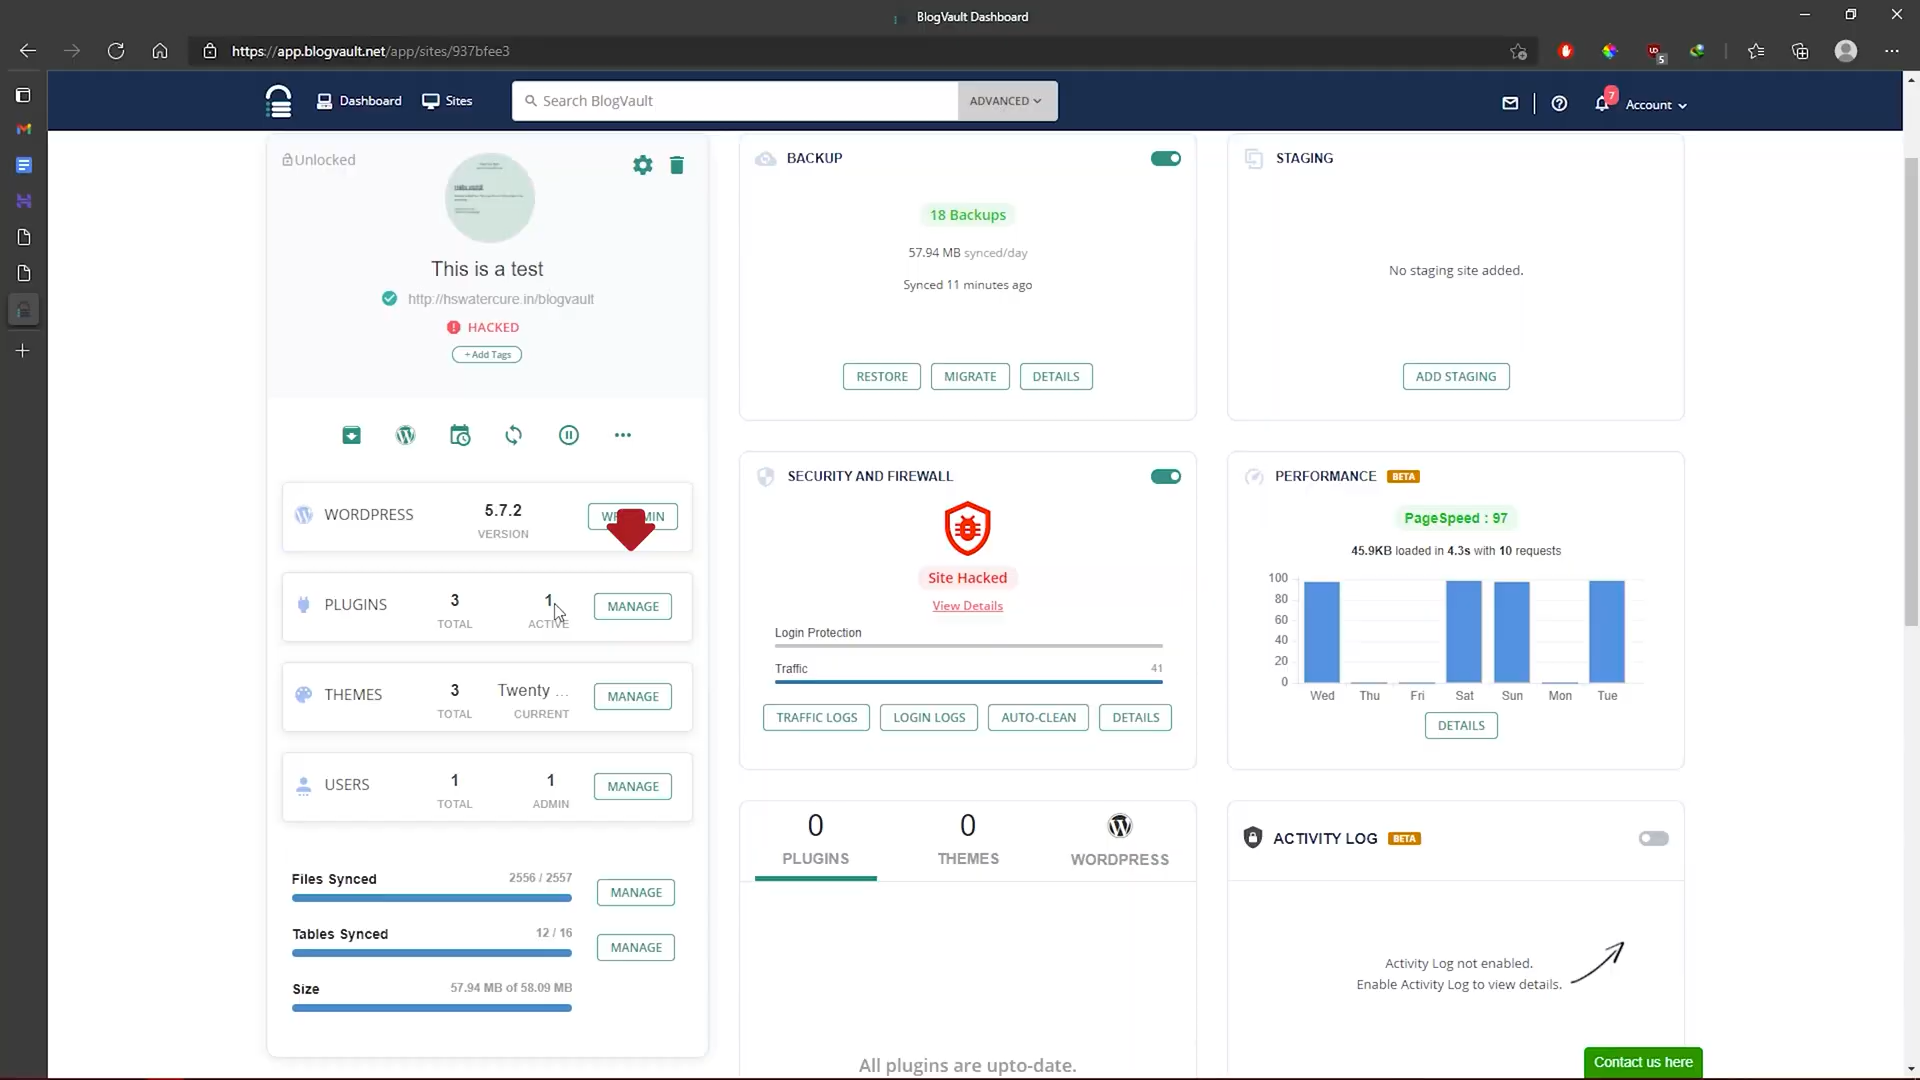 BlogVault Dashboard
https://app.blogvault.net/app/sites/937bfee3
5
Dashboard
Sites
Search BlogVault
ADVANCED
7
Account
Unlocked
This is a test
http://hswatercure.in/blogvault
HACKED
+ Add Tags
WORDPRESS
5.7.2
VERSION
PLUGINS
3
TOTAL
1
ACTIVE
MANAGE
THEMES
3
TOTAL
Twenty ...
CURRENT
MANAGE
USERS
1
TOTAL
1
ADMIN
MANAGE
Files Synced
2556 / 2557
MANAGE
Tables Synced
12 / 16
MANAGE
Size
57.94 MB of 58.09 MB
BACKUP
18 Backups
57.94 MB synced/day
Synced 11 minutes ago
RESTORE
MIGRATE
DETAILS
STAGING
No staging site added.
ADD STAGING
SECURITY AND FIREWALL
Site Hacked
View Details
Login Protection
Traffic
41
TRAFFIC LOGS
LOGIN LOGS
AUTO-CLEAN
DETAILS
PERFORMANCE
BETA
PageSpeed : 97
45.9KB loaded in 4.3s with 10 requests
100
80
60
40
20
0
Wed
Thu
Fri
Sat
Sun
Mon
Tue
DETAILS
0
PLUGINS
0
THEMES
WORDPRESS
All plugins are upto-date.
ACTIVITY LOG
BETA
Activity Log not enabled.
Enable Activity Log to view details.
Contact us here